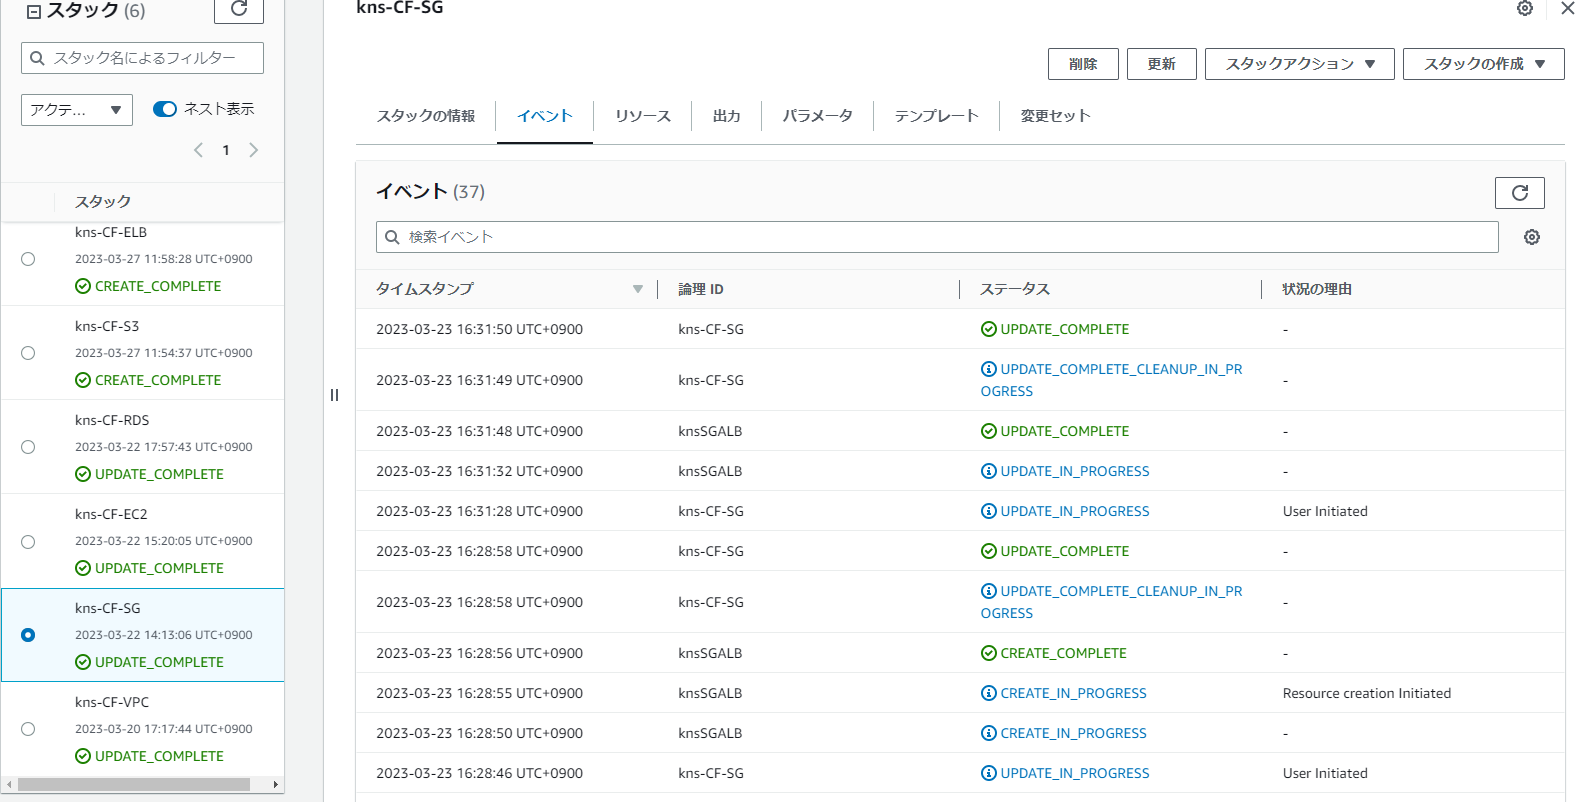 スタック (6)
スタック名によるフィルター
アクテ...
ネスト表示
1
スタック
kns-CF-ELB
2023-03-27 11:58:28 UTC+0900
CREATE_COMPLETE
kns-CF-S3
2023-03-27 11:54:37 UTC+0900
CREATE_COMPLETE
kns-CF-RDS
2023-03-22 17:57:43 UTC+0900
UPDATE_COMPLETE
kns-CF-EC2
2023-03-22 15:20:05 UTC+0900
UPDATE_COMPLETE
kns-CF-SG
2023-03-22 14:13:06 UTC+0900
UPDATE_COMPLETE
kns-CF-VPC
2023-03-20 17:17:44 UTC+0900
UPDATE_COMPLETE
kns-CF-SG
削除 更新 スタックアクション スタックの作成
スタックの情報 イベント リソース 出力 パラメータ テンプレート 変更セット
イベント (37)
検索イベント
タイムスタンプ 論理 ID ステータス 状況の理由
2023-03-23 16:31:50 UTC+0900 kns-CF-SG UPDATE_COMPLETE -
2023-03-23 16:31:49 UTC+0900 kns-CF-SG UPDATE_COMPLETE_CLEANUP_IN_PR -
OGRESS
2023-03-23 16:31:48 UTC+0900 knsSGALB UPDATE_COMPLETE -
2023-03-23 16:31:32 UTC+0900 knsSGALB UPDATE_IN_PROGRESS -
2023-03-23 16:31:28 UTC+0900 kns-CF-SG UPDATE_IN_PROGRESS User Initiated
2023-03-23 16:28:58 UTC+0900 kns-CF-SG UPDATE_COMPLETE -
2023-03-23 16:28:58 UTC+0900 kns-CF-SG UPDATE_COMPLETE_CLEANUP_IN_PR -
OGRESS
2023-03-23 16:28:56 UTC+0900 knsSGALB CREATE_COMPLETE -
2023-03-23 16:28:55 UTC+0900 knsSGALB CREATE_IN_PROGRESS Resource creation Initiated
2023-03-23 16:28:50 UTC+0900 knsSGALB CREATE_IN_PROGRESS -
2023-03-23 16:28:46 UTC+0900 kns-CF-SG UPDATE_IN_PROGRESS User Initiated